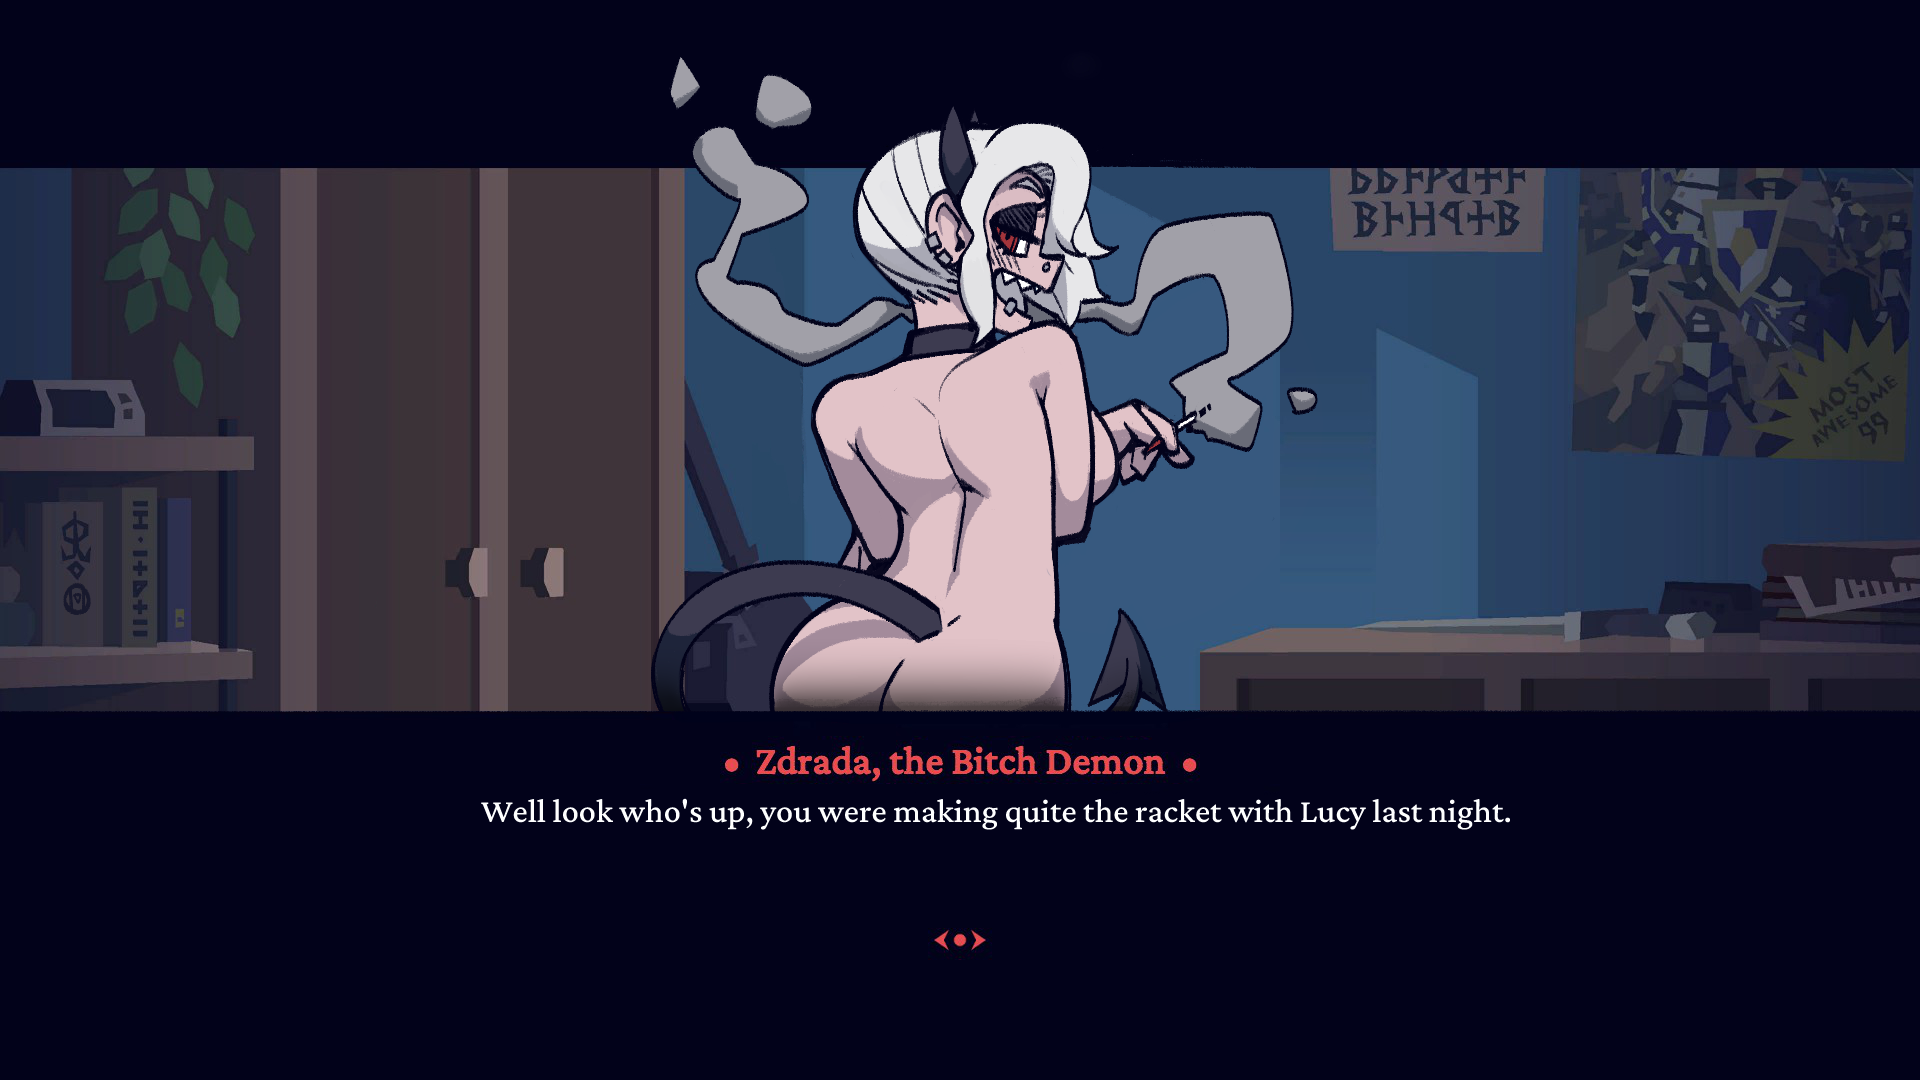 MOST
AWESOME
99
• Zdrada, the Bitch Demon •
Well look who's up, you were making quite the racket with Lucy last night.